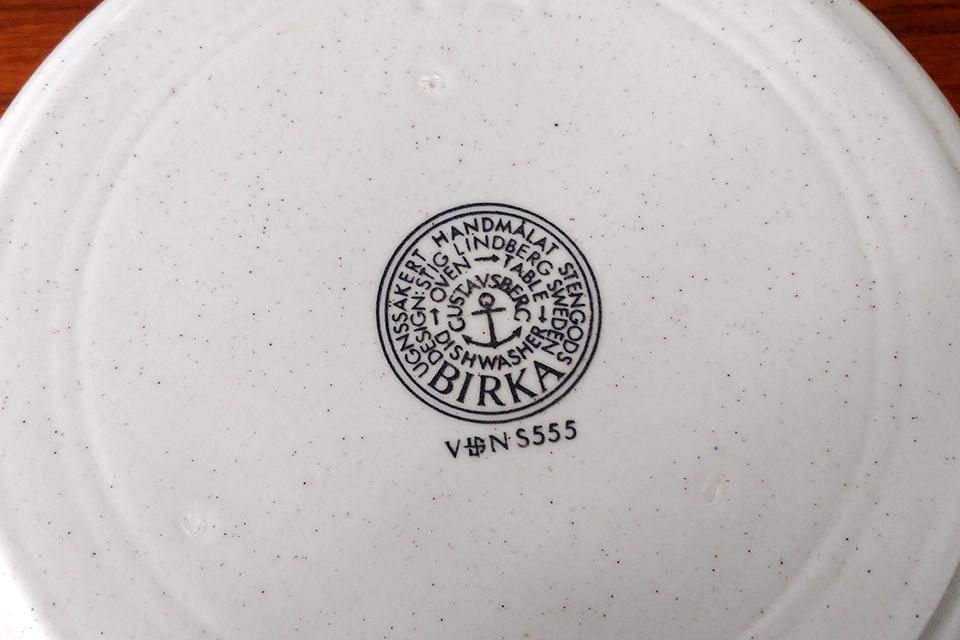 UGNSSÄKERT HANDMÅLAT STENGODS
DESIGN: STIG LINDBERG SWEDEN
OVEN → TABLE → DISHWASHER →
GUSTAVSBERG
BIRKA
N S555